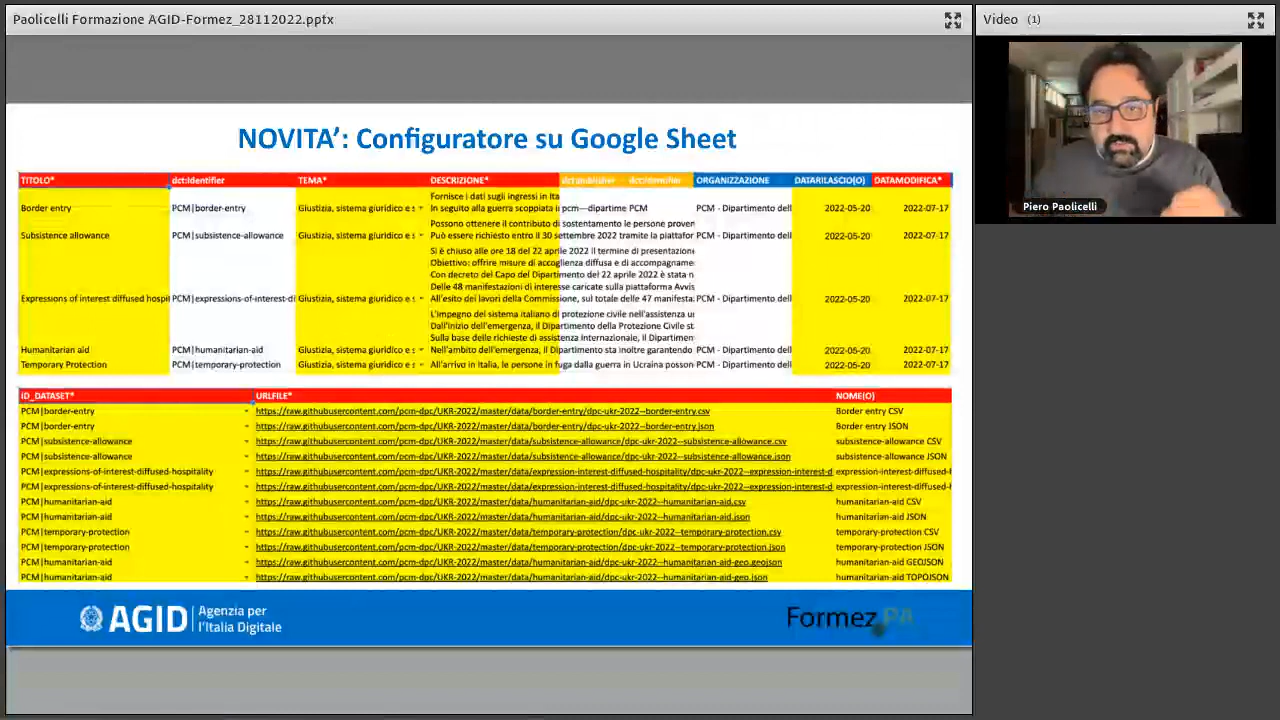 Paolicelli Formazione AGID-Formez_28112022.pptx
Video (1)
Piero Paolicelli
NOVITA’: Configuratore su Google Sheet
TITOLO* dct:Identifier TEMA* DESCRIZIONE* dct:publisher dct:identifier ORGANIZZAZIONE DATARILASCIO(O) DATAMODIFICA*
Fornisce i dati sugli ingressi in Ita
Border entry PCM|border-entry Giustizia, sistema giuridico e s In seguito alla guerra scoppiata i pcm---dipartime PCM PCM - Dipartimento dell 2022-05-20 2022-07-17
Possono ottenere il contributo di sostentamento le persone proven
Subsistence allowance PCM|subsistence-allowance Giustizia, sistema giuridico e s Può essere richiesto entro il 30 settembre 2022 tramite la piattafor PCM - Dipartimento dell 2022-05-20 2022-07-17
Si è chiuso alle ore 18 del 22 aprile 2022 il termine di presentazione
Obiettivo: offrire misure di accoglienza diffusa e di accompagname
Con decreto del Capo del Dipartimento del 22 aprile 2022 è stata n
Delle 48 manifestazioni di interesse caricate sulla piattaforma Avvis
Expressions of interest diffused hospit PCM|expressions-of-interest-di Giustizia, sistema giuridico e s All'esito dei lavori della Commissione, sul totale delle 47 manifesta PCM - Dipartimento dell 2022-05-20 2022-07-17
L'impegno del sistema italiano di protezione civile nell'assistenza u
Dall'inizio dell'emergenza, il Dipartimento della Protezione Civile st
Sulla base delle richieste di assistenza Internazionale, il Dipartimen
Humanitarian aid PCM|humanitarian-aid Giustizia, sistema giuridico e s Nell'ambito dell'emergenza, il Dipartimento sta inoltre garantendo PCM - Dipartimento dell 2022-05-20 2022-07-17
Temporary Protection PCM|temporary-protection Giustizia, sistema giuridico e s All'arrivo in Italia, le persone in fuga dalla guerra in Ucraina posson PCM - Dipartimento dell 2022-05-20 2022-07-17
ID_DATASET* URLFILE* NOME(O)
PCM|border-entry https://raw.githubusercontent.com/pcm-dpc/UKR-2022/master/data/border-entry/dpc-ukr-2022--border-entry.csv Border entry CSV
PCM|border-entry https://raw.githubusercontent.com/pcm-dpc/UKR-2022/master/data/border-entry/dpc-ukr-2022--border-entry.json Border entry JSON
PCM|subsistence-allowance https://raw.githubusercontent.com/pcm-dpc/UKR-2022/master/data/subsistence-allowance/dpc-ukr-2022--subsistence-allowance.csv subsistence-allowance CSV
PCM|subsistence-allowance https://raw.githubusercontent.com/pcm-dpc/UKR-2022/master/data/subsistence-allowance/dpc-ukr-2022--subsistence-allowance.json subsistence-allowance JSON
PCM|expressions-of-interest-diffused-hospitality https://raw.githubusercontent.com/pcm-dpc/UKR-2022/master/data/expression-interest-diffused-hospitality/dpc-ukr-2022--expression-interest-d expression-interest-diffused-h
PCM|expressions-of-interest-diffused-hospitality https://raw.githubusercontent.com/pcm-dpc/UKR-2022/master/data/expression-interest-diffused-hospitality/dpc-ukr-2022--expression-interest-d expression-interest-diffused-h
PCM|humanitarian-aid https://raw.githubusercontent.com/pcm-dpc/UKR-2022/master/data/humanitarian-aid/dpc-ukr-2022--humanitarian-aid.csv humanitarian-aid CSV
PCM|humanitarian-aid https://raw.githubusercontent.com/pcm-dpc/UKR-2022/master/data/humanitarian-aid/dpc-ukr-2022--humanitarian-aid.json humanitarian-aid JSON
PCM|temporary-protection https://raw.githubusercontent.com/pcm-dpc/UKR-2022/master/data/temporary-protection/dpc-ukr-2022--temporary-protection.csv temporary-protection CSV
PCM|temporary-protection https://raw.githubusercontent.com/pcm-dpc/UKR-2022/master/data/temporary-protection/dpc-ukr-2022--temporary-protection.json temporary-protection JSON
PCM|humanitarian-aid https://raw.githubusercontent.com/pcm-dpc/UKR-2022/master/data/humanitarian-aid/dpc-ukr-2022--humanitarian-aid-geo.geojson humanitarian-aid GEOJSON
PCM|humanitarian-aid https://raw.githubusercontent.com/pcm-dpc/UKR-2022/master/data/humanitarian-aid/dpc-ukr-2022--humanitarian-aid-geo.json humanitarian-aid TOPOJSON
AGID Agenzia per
l’Italia Digitale
Formez PA